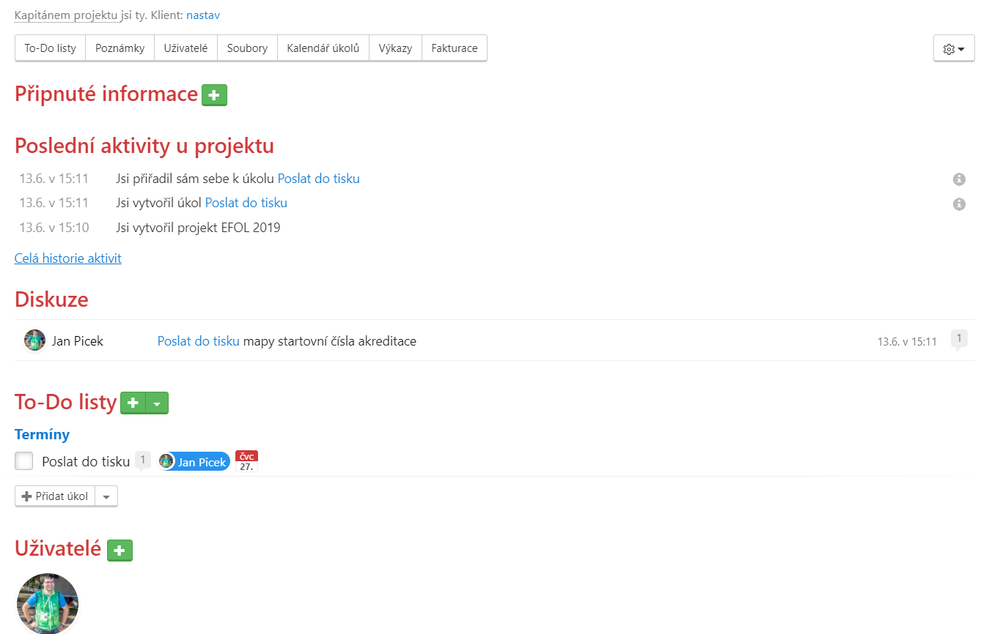 Kapitánem projektu jsi ty. Klient: nastav
To-Do listy Poznámky Uživatelé Soubory Kalendář úkolů Výkazy Fakturace
Připnuté informace
Poslední aktivity u projektu
13.6. v 15:11 Jsi přiřadil sám sebe k úkolu Poslat do tisku
13.6. v 15:11 Jsi vytvořil úkol Poslat do tisku
13.6. v 15:10 Jsi vytvořil projekt EFOL 2019
Celá historie aktivit
Diskuze
Jan Picek Poslat do tisku mapy startovní čísla akreditace 13.6. v 15:11 1
To-Do listy
Termíny
Poslat do tisku 1 Jan Picek čvc 27.
Přidat úkol
Uživatelé